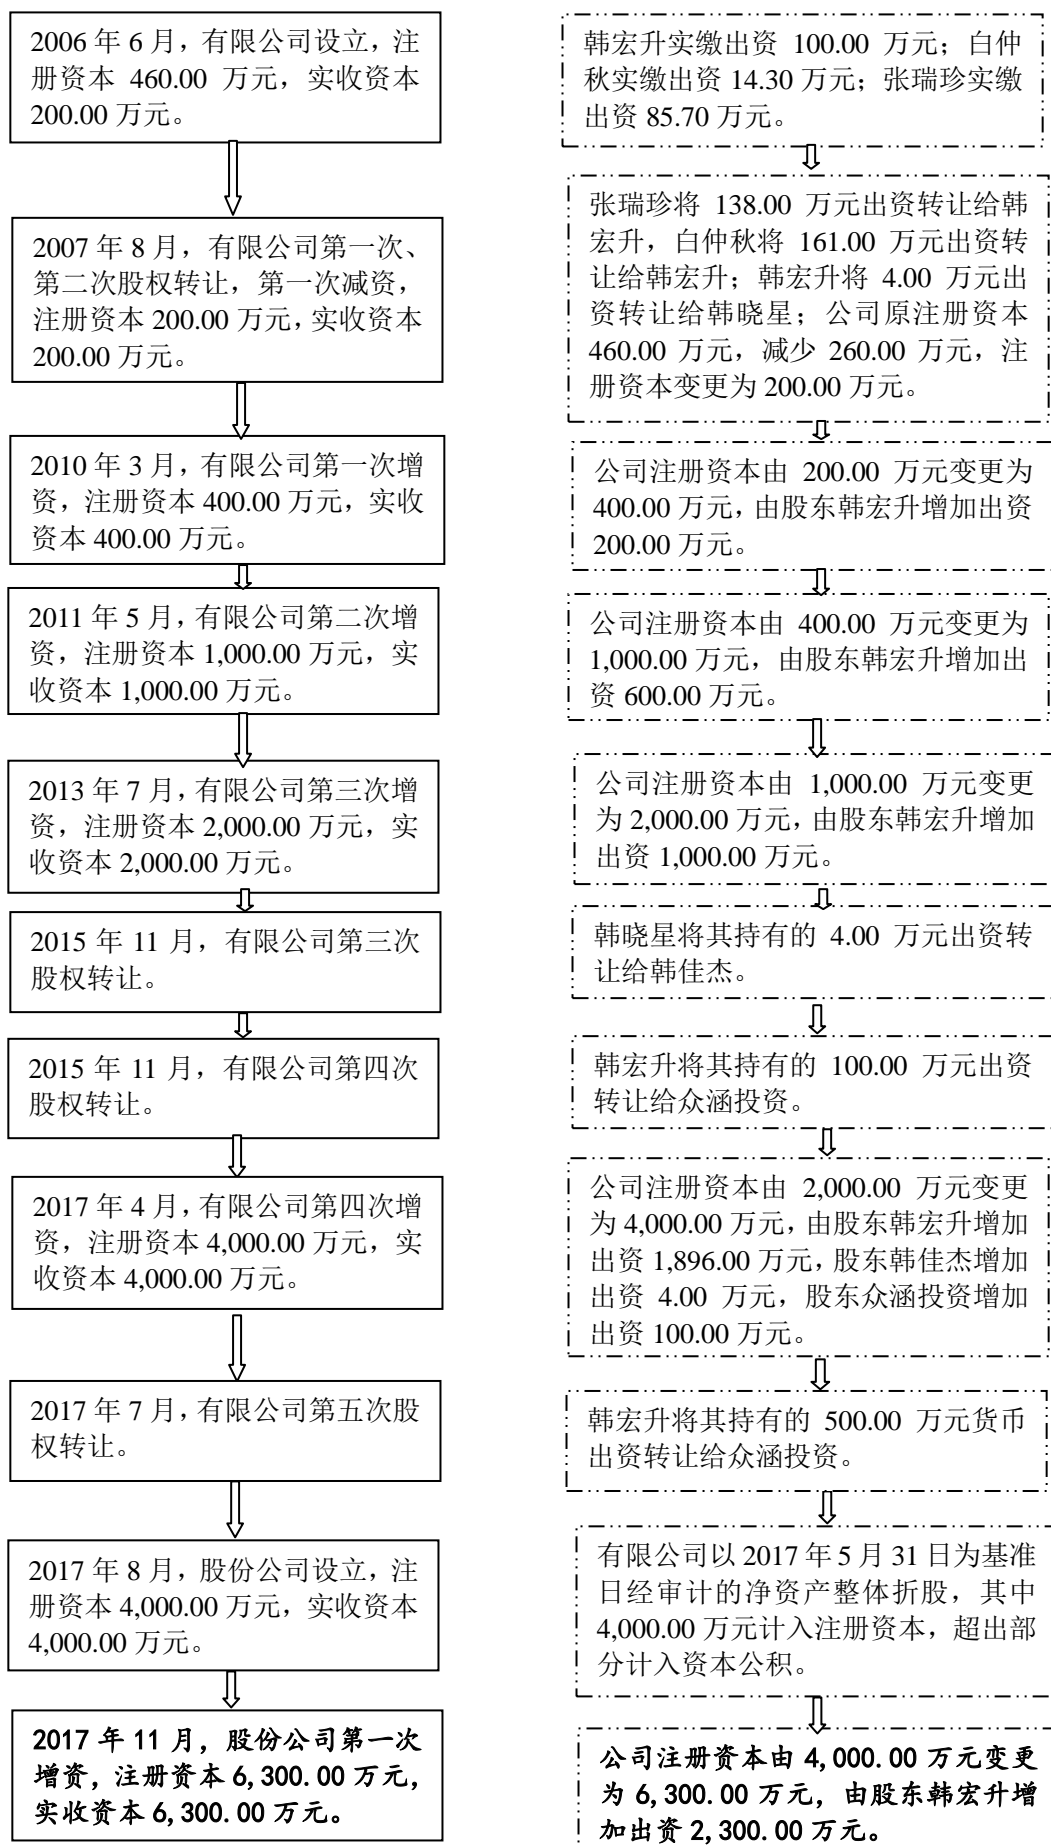 2006 年 6 月，有限公司设立，注
册资本 460.00 万元，实收资本
200.00 万元。
韩宏升实缴出资 100.00 万元；白仲
秋实缴出资 14.30 万元；张瑞珍实缴
出资 85.70 万元。
2007 年 8 月，有限公司第一次、
第二次股权转让，第一次减资，
注册资本 200.00 万元，实收资本
200.00 万元。
张瑞珍将 138.00 万元出资转让给韩
宏升，白仲秋将 161.00 万元出资转
让给韩宏升；韩宏升将 4.00 万元出
资转让给韩晓星；公司原注册资本
460.00 万元，减少 260.00 万元，注
册资本变更为 200.00 万元。
2010 年 3 月，有限公司第一次增
资，注册资本 400.00 万元，实收
资本 400.00 万元。
公司注册资本由 200.00 万元变更为
400.00 万元，由股东韩宏升增加出资
200.00 万元。
2011 年 5 月，有限公司第二次增
资，注册资本 1,000.00 万元，实
收资本 1,000.00 万元。
公司注册资本由 400.00 万元变更为
1,000.00 万元，由股东韩宏升增加出
资 600.00 万元。
2013 年 7 月，有限公司第三次增
资，注册资本 2,000.00 万元，实
收资本 2,000.00 万元。
公司注册资本由 1,000.00 万元变更
为 2,000.00 万元，由股东韩宏升增加
出资 1,000.00 万元。
2015 年 11 月，有限公司第三次
股权转让。
韩晓星将其持有的 4.00 万元出资转
让给韩佳杰。
2015 年 11 月，有限公司第四次
股权转让。
韩宏升将其持有的 100.00 万元出资
转让给众涵投资。
2017 年 4 月，有限公司第四次增
资，注册资本 4,000.00 万元，实
收资本 4,000.00 万元。
公司注册资本由 2,000.00 万元变更
为 4,000.00 万元，由股东韩宏升增加
出资 1,896.00 万元，股东韩佳杰增加
出资 4.00 万元，股东众涵投资增加
出资 100.00 万元。
2017 年 7 月，有限公司第五次股
权转让。
韩宏升将其持有的 500.00 万元货币
出资转让给众涵投资。
2017 年 8 月，股份公司设立，注
册资本 4,000.00 万元，实收资本
4,000.00 万元。
有限公司以 2017 年 5 月 31 日为基准
日经审计的净资产整体折股，其中
4,000.00 万元计入注册资本，超出部
分计入资本公积。
2017 年 11 月，股份公司第一次
增资，注册资本 6,300.00 万元，
实收资本 6,300.00 万元。
公司注册资本由 4,000.00 万元变更
为 6,300.00 万元，由股东韩宏升增
加出资 2,300.00 万元。